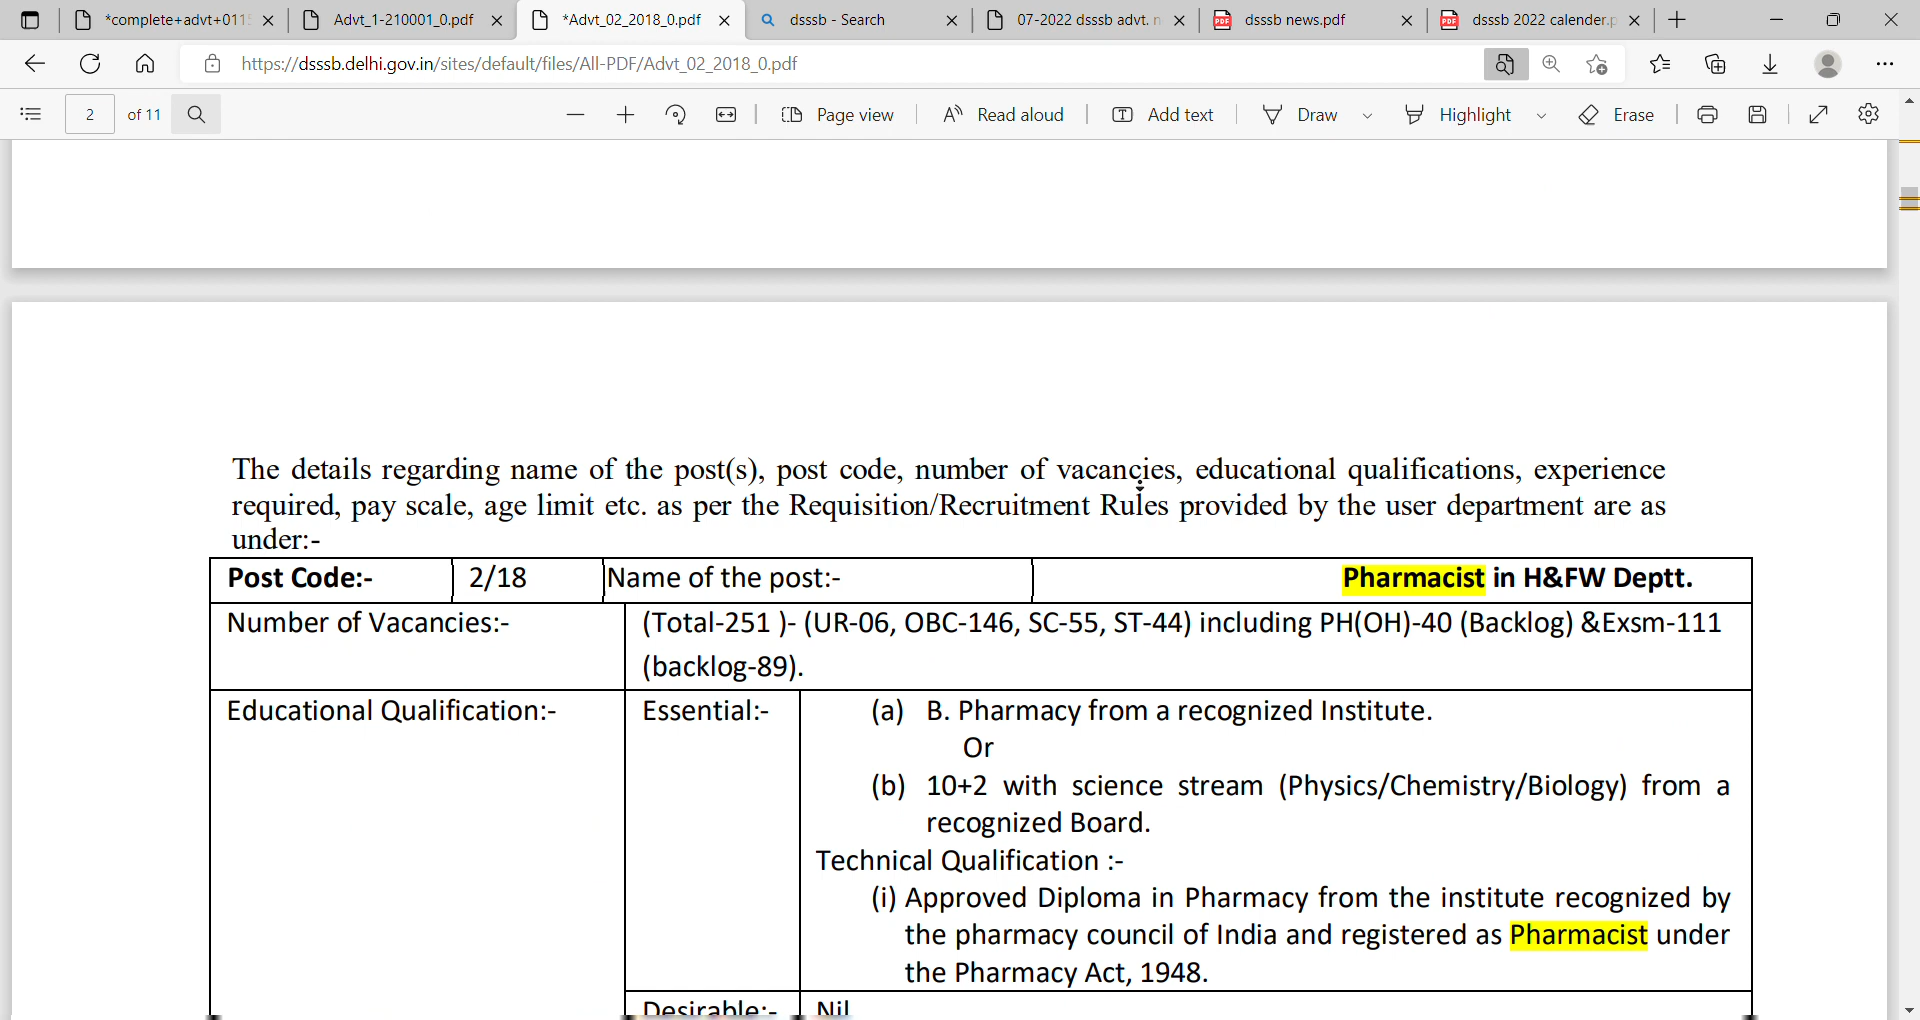 *complete+advt+011
Advt_1-210001_0.pdf
*Advt_02_2018_0.pdf
dsssb - Search
07-2022 dsssb advt. n
dsssb news.pdf
dsssb 2022 calender.p
https://dsssb.delhi.gov.in/sites/default/files/All-PDF/Advt_02_2018_0.pdf
2 of 11 Page view Read aloud Add text Draw Highlight Erase
The details regarding name of the post(s), post code, number of vacancies, educational qualifications, experience
required, pay scale, age limit etc. as per the Requisition/Recruitment Rules provided by the user department are as
under:-
Post Code:- 2/18 Name of the post:- Pharmacist in H&FW Deptt.
Number of Vacancies:- (Total-251 )- (UR-06, OBC-146, SC-55, ST-44) including PH(OH)-40 (Backlog) &Exsm-111
(backlog-89).
Educational Qualification:- Essential:- (a) B. Pharmacy from a recognized Institute.
Or
(b) 10+2 with science stream (Physics/Chemistry/Biology) from a
recognized Board.
Technical Qualification :-
(i) Approved Diploma in Pharmacy from the institute recognized by
the pharmacy council of India and registered as Pharmacist under
the Pharmacy Act, 1948.
Desirable:- Nil